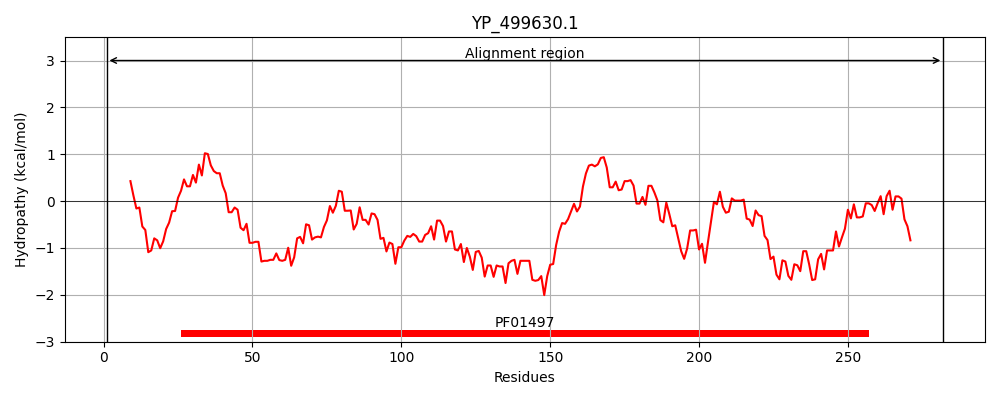 YP_499630.1
Alignment region
Hydropathy (kcal/mol)
3
2
1
0
−1
−2
−3
PF01497
0 50 100 150 200 250
Residues